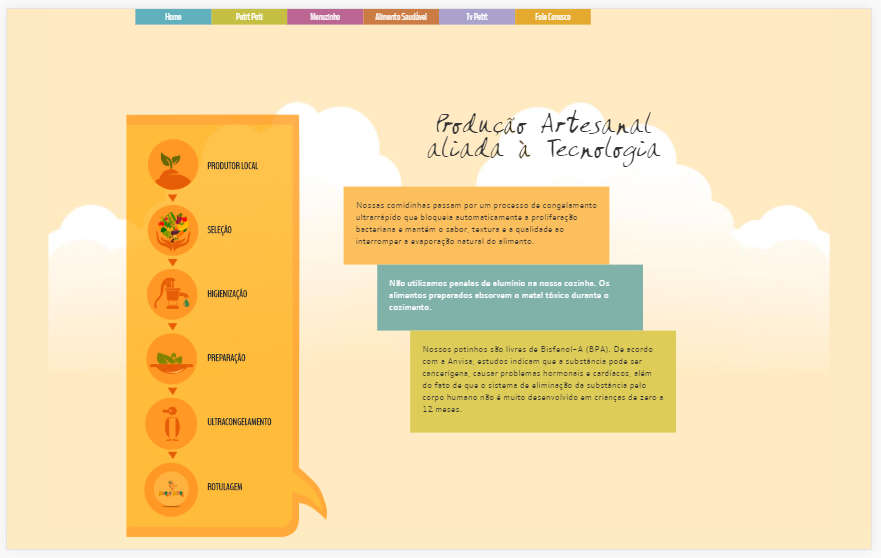 Home
Petit Poti
Menuzinho
Alimento Saudável
Tv Petit
Fale Conosco
PRODUTOR LOCAL
SELEÇÃO
HIGIENIZAÇÃO
PREPARAÇÃO
ULTRACONGELAMENTO
ROTULAGEM
Produção Artesanal
aliada à Tecnologia
Nossas comidinhas passam por um processo de congelamento
ultrarrápido que bloqueia automaticamente a proliferação
bacteriana e mantém o sabor, textura e a qualidade ao
interromper a evaporação natural do alimento.
Não utilizamos panelas de alumínio na nossa cozinha. Os
alimentos preparados absorvem o metal tóxico durante o
cozimento.
Nossos potinhos são livres de Bisfenol-A (BPA). De acordo
com a Anvisa, estudos indicam que a substância pode ser
cancerígena, causar problemas hormonais e cardíacos, além
do fato de que o sistema de eliminação da substância pelo
corpo humano não é muito desenvolvido em crianças de zero a
12 meses.